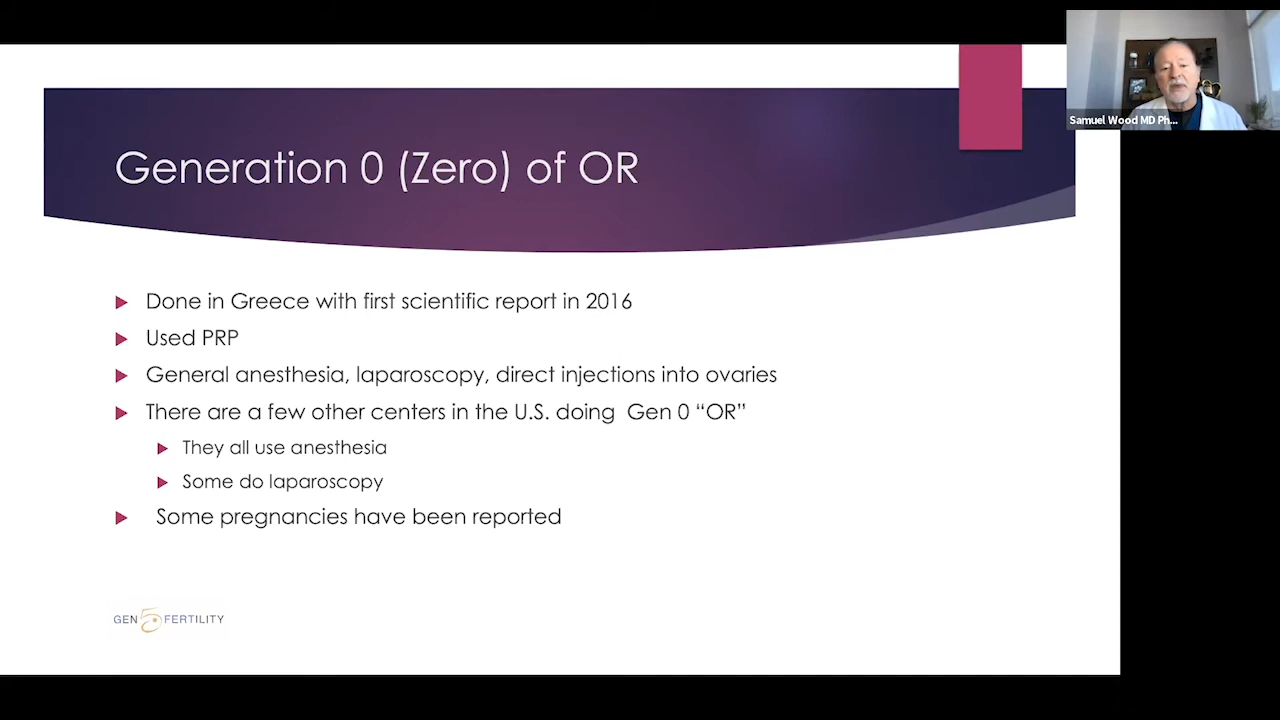 Samuel Wood MD Ph...
Generation 0 (Zero) of OR
Done in Greece with first scientific report in 2016
Used PRP
General anesthesia, laparoscopy, direct injections into ovaries
There are a few other centers in the U.S. doing Gen 0 “OR”
They all use anesthesia
Some do laparoscopy
Some pregnancies have been reported
GEN 5 FERTILITY